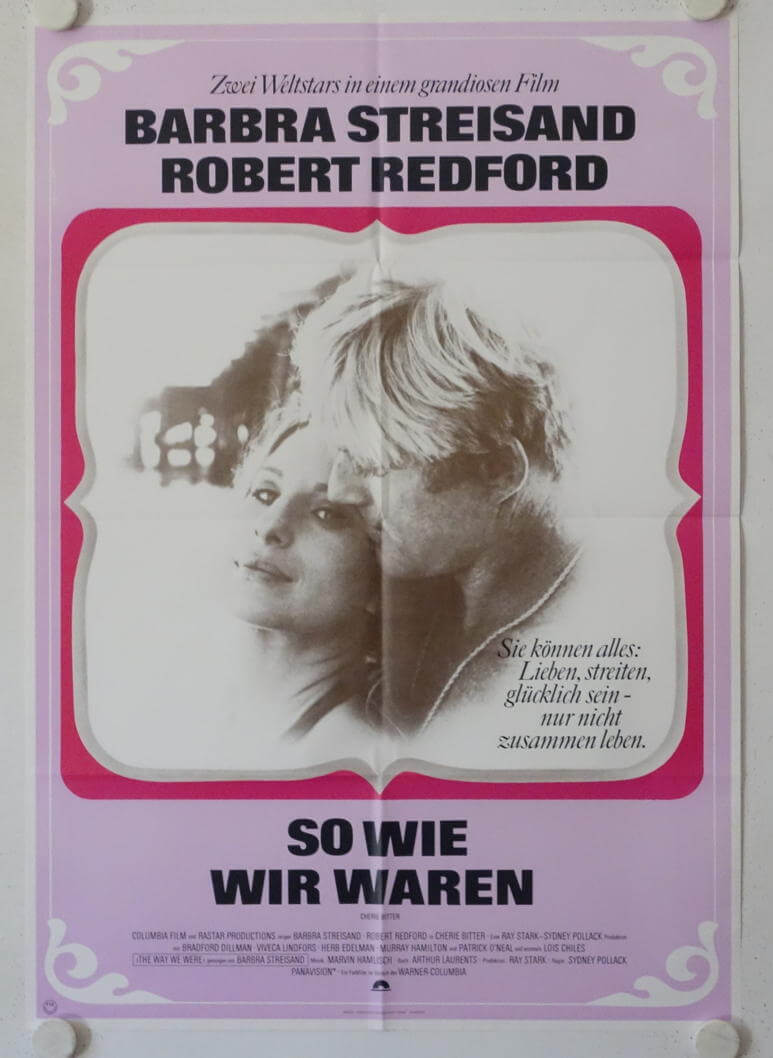 Zwei Weltstars in einem grandiosen Film
BARBRA STREISAND
ROBERT REDFORD
Sie können alles:
Lieben, streiten,
glücklich sein -
nur nicht
zusammen leben.
SO WIE
WIR WAREN
CHERIE BITTER
COLUMBIA FILM und RASTAR PRODUCTIONS zeigen BARBRA STREISAND · ROBERT REDFORD in CHERIE BITTER · Eine RAY STARK - SYDNEY POLLACK Produktion
mit BRADFORD DILLMAN · VIVECA LINDFORS · HERB EDELMAN · MURRAY HAMILTON und PATRICK O'NEAL und erstmals LOIS CHILES
»THE WAY WE WERE« gesungen von BARBRA STREISAND Musik MARVIN HAMLISCH · Buch: ARTHUR LAURENTS · Produktion: RAY STARK · Regie: SYDNEY POLLACK
PANAVISION · Ein Farbfilm im Verleih der WARNER-COLUMBIA